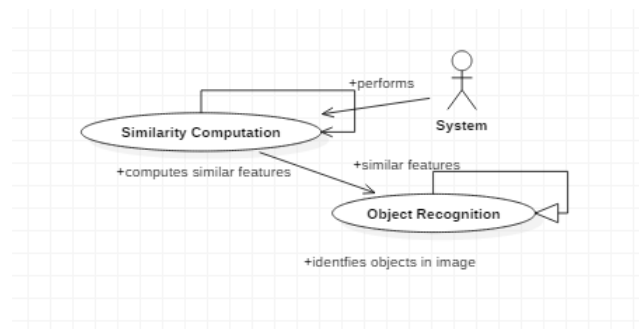 +performs
System
Similarity Computation
+computes similar features
+similar features
Object Recognition
+identfies objects in image